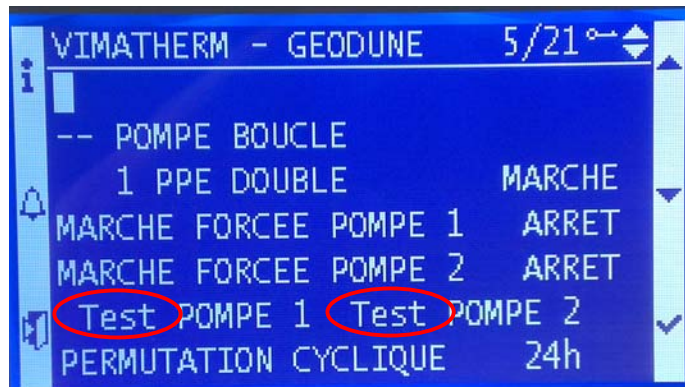 VIMATHERM - GEODUNE 5/21
-- POMPE BOUCLE
1 PPE DOUBLE MARCHE
MARCHE FORCEE POMPE 1 ARRET
MARCHE FORCEE POMPE 2 ARRET
Test POMPE 1 Test POMPE 2
PERMUTATION CYCLIQUE 24h